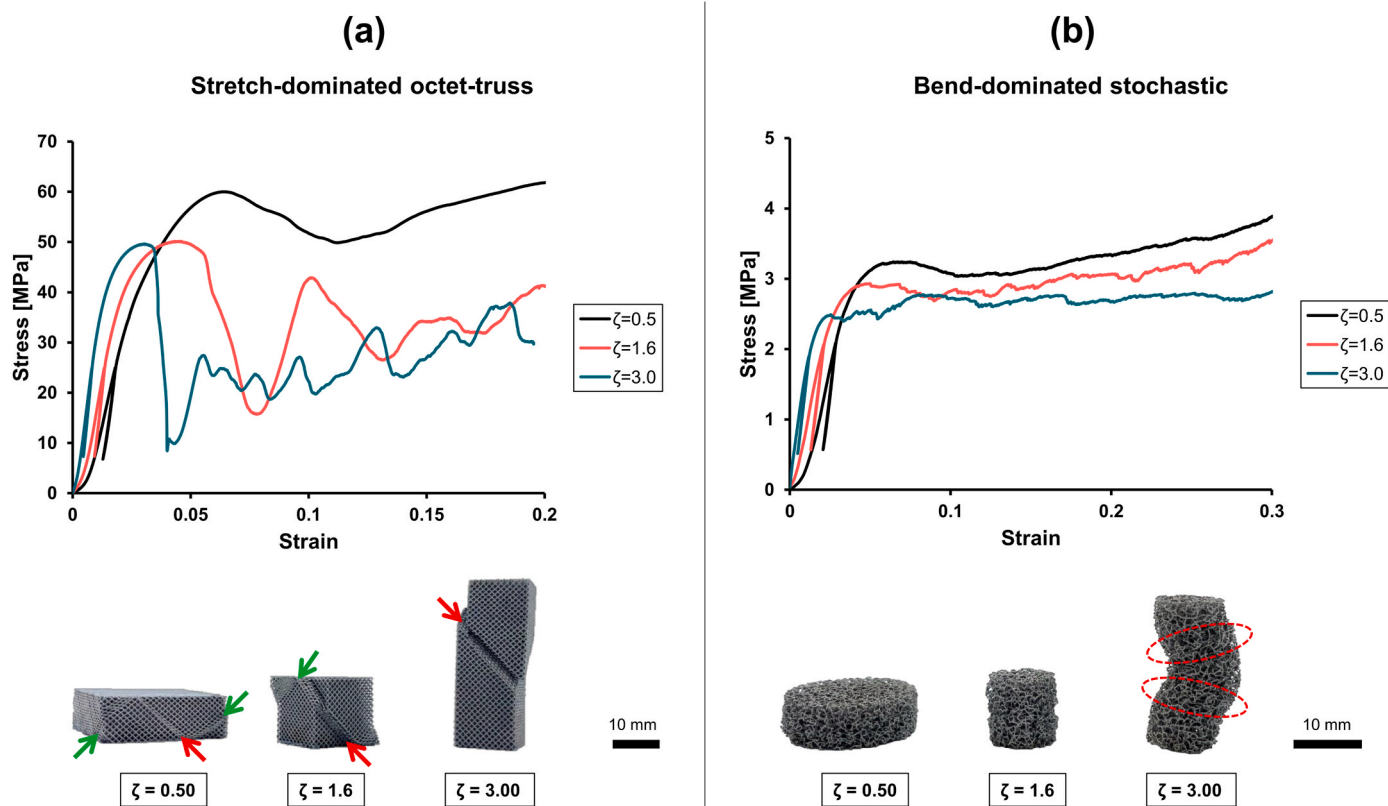 (a)
Stretch-dominated octet-truss
70
60
50
40
30
20
10
0
Stress [MPa]
0
0.05
0.1
0.15
0.2
Strain
ζ=0.5
ζ=1.6
ζ=3.0
10 mm
ζ = 0.50
ζ = 1.6
ζ = 3.00
(b)
Bend-dominated stochastic
5
4
3
2
1
0
Stress [MPa]
0
0.1
0.2
0.3
Strain
ζ=0.5
ζ=1.6
ζ=3.0
10 mm
ζ = 0.50
ζ = 1.6
ζ = 3.00